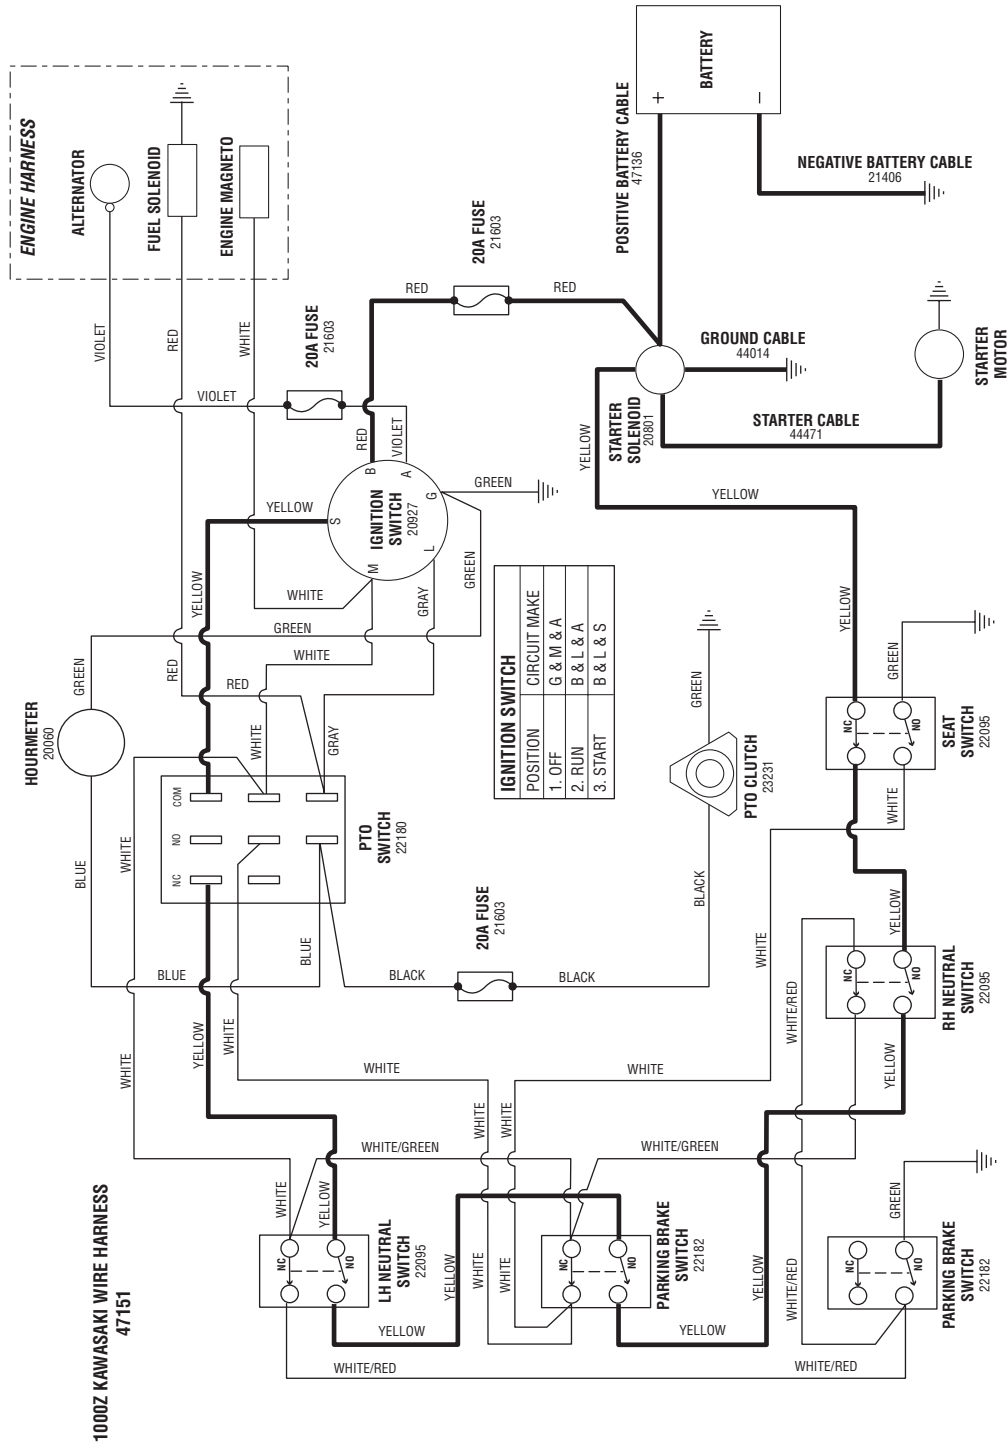 1000Z KAWASAKI WIRE HARNESS
47151
ENGINE HARNESS
ALTERNATOR
FUEL SOLENOID
ENGINE MAGNETO
VIOLET
RED
WHITE
20A FUSE
21603
VIOLET
20A FUSE
21603
RED
RED
BATTERY
+
–
POSITIVE BATTERY CABLE
47136
NEGATIVE BATTERY CABLE
21406
GROUND CABLE
44014
STARTER
SOLENOID
20801
STARTER CABLE
44471
STARTER
MOTOR
YELLOW
YELLOW
YELLOW
RED
VIOLET
B
A
G
L
M
S
IGNITION
SWITCH
20927
GREEN
GREEN
GRAY
YELLOW
YELLOW
WHITE
GREEN
WHITE
RED
RED
WHITE
GRAY
GREEN
HOURMETER
20060
BLUE
WHITE
COM
NO
NC
PTO
SWITCH
22180
IGNITION SWITCH
POSITION CIRCUIT MAKE
1. OFF G & M & A
2. RUN B & L & A
3. START B & L & S
GREEN
PTO CLUTCH
23231
BLACK
20A FUSE
21603
BLACK
BLACK
BLUE
BLUE
YELLOW
WHITE
WHITE
WHITE
WHITE
WHITE
WHITE
WHITE
GREEN
NC
NO
SEAT
SWITCH
22095
WHITE
YELLOW
NC
NO
RH NEUTRAL
SWITCH
22095
WHITE/RED
YELLOW
WHITE/GREEN
WHITE/GREEN
WHITE
YELLOW
NC
NO
LH NEUTRAL
SWITCH
22095
YELLOW
WHITE
WHITE
NC
NO
PARKING BRAKE
SWITCH
22182
YELLOW
WHITE/RED
GREEN
NC
NO
PARKING BRAKE
SWITCH
22182
YELLOW
YELLOW
WHITE/RED
WHITE/RED